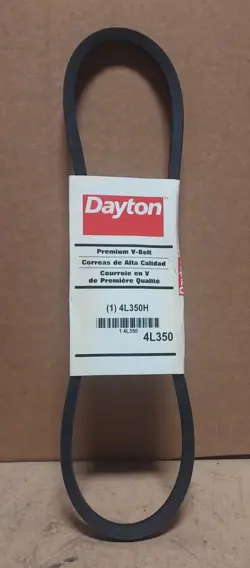 Dayton
Premium V-Belt
Correas de Alta Calidad
Courroie en V
de Première Qualité
(1) 4L350H
1 4L350
4L350